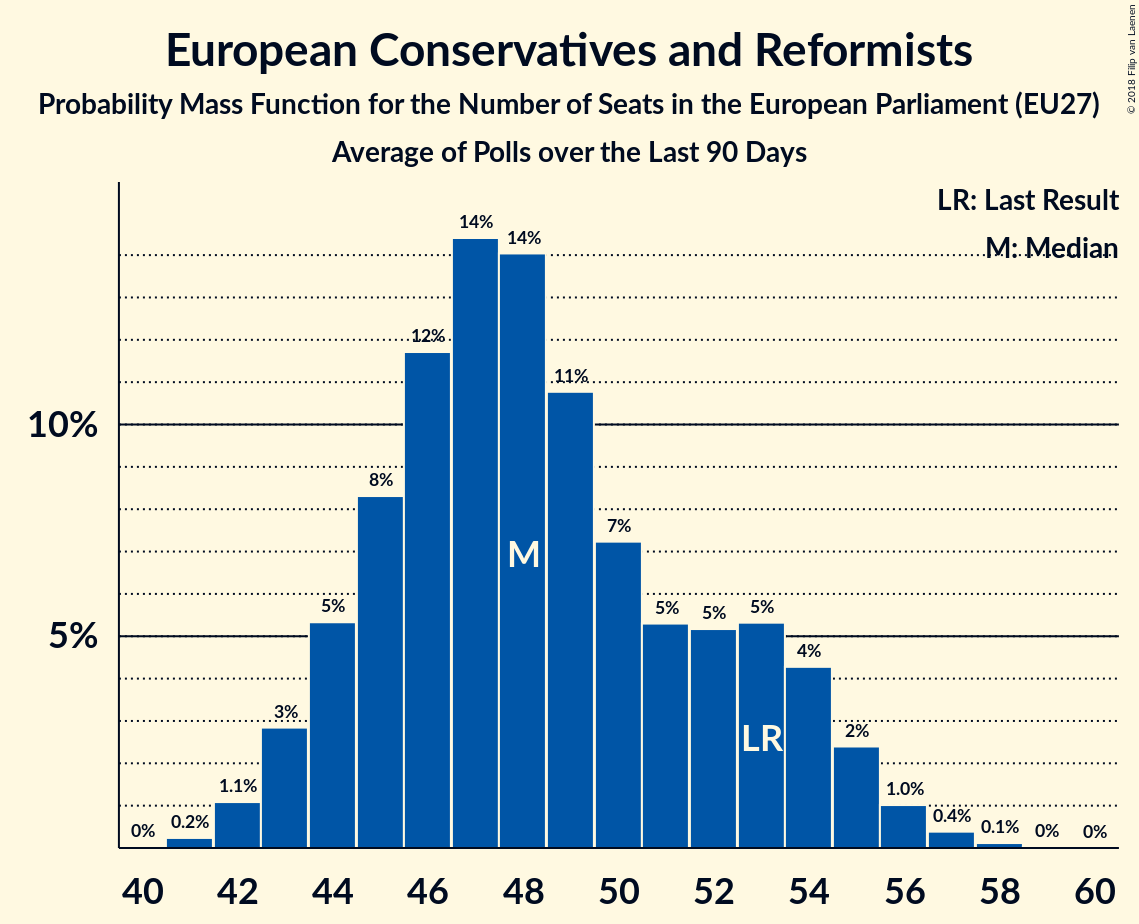 European Conservatives and Reformists
Probability Mass Function for the Number of Seats in the European Parliament (EU27)
Average of Polls over the Last 90 Days
© 2018 Filip van Laenen
LR: Last Result
M: Median
14%
14%
12%
11%
10%
8%
7%
M
5%
5%
5%
5%
5%
4%
3%
LR
2%
1.1%
1.0%
0%
0.2%
0.4%
0.1%
0%
0%
40 42 44 46 48 50 52 54 56 58 60